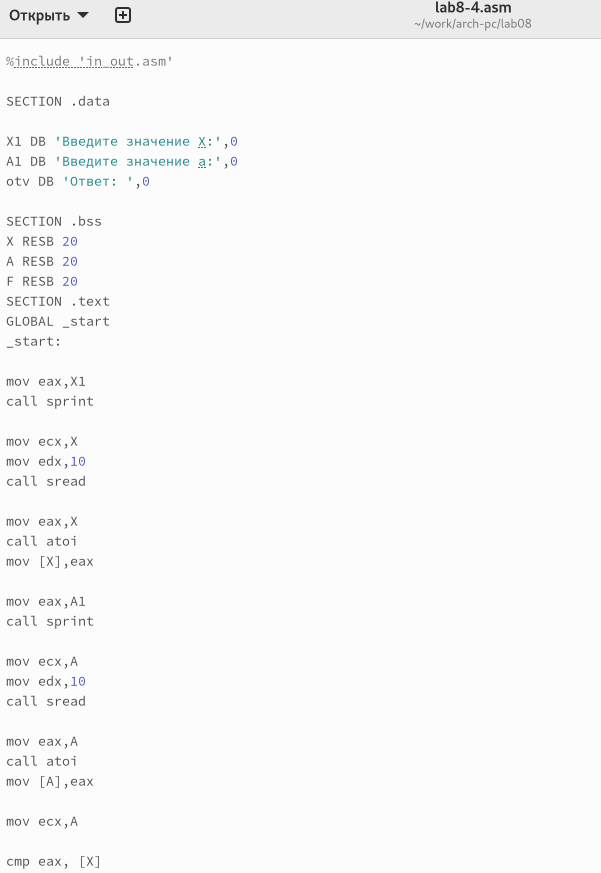 Открыть
lab8-4.asm
~/work/arch-pc/lab08
%include 'in_out.asm'
SECTION .data
X1 DB 'Введите значение X:',0
A1 DB 'Введите значение a:',0
otv DB 'Ответ: ',0
SECTION .bss
X RESB 20
A RESB 20
F RESB 20
SECTION .text
GLOBAL _start
_start:
mov eax,X1
call sprint
mov ecx,X
mov edx,10
call sread
mov eax,X
call atoi
mov [X],eax
mov eax,A1
call sprint
mov ecx,A
mov edx,10
call sread
mov eax,A
call atoi
mov [A],eax
mov ecx,A
cmp eax, [X]